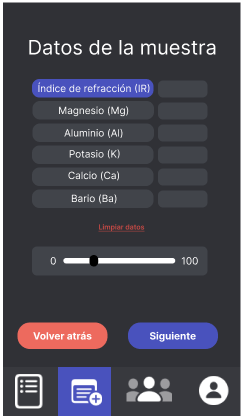 Datos de la muestra
Índice de refracción (IR)
Magnesio (Mg)
Aluminio (Al)
Potasio (K)
Calcio (Ca)
Bario (Ba)
Limpiar datos
0 100
Volver atrás Siguiente